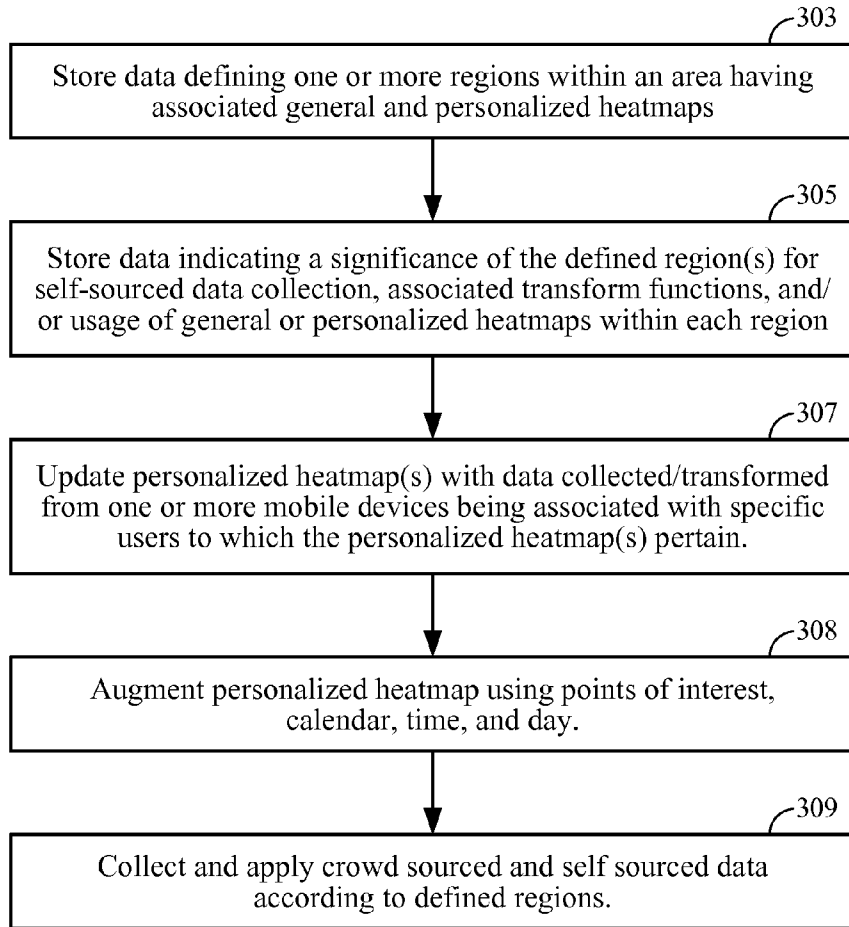 303
Store data defining one or more regions within an area having
associated general and personalized heatmaps
305
Store data indicating a significance of the defined region(s) for
self-sourced data collection, associated transform functions, and/
or usage of general or personalized heatmaps within each region
307
Update personalized heatmap(s) with data collected/transformed
from one or more mobile devices being associated with specific
users to which the personalized heatmap(s) pertain.
308
Augment personalized heatmap using points of interest,
calendar, time, and day.
309
Collect and apply crowd sourced and self sourced data
according to defined regions.